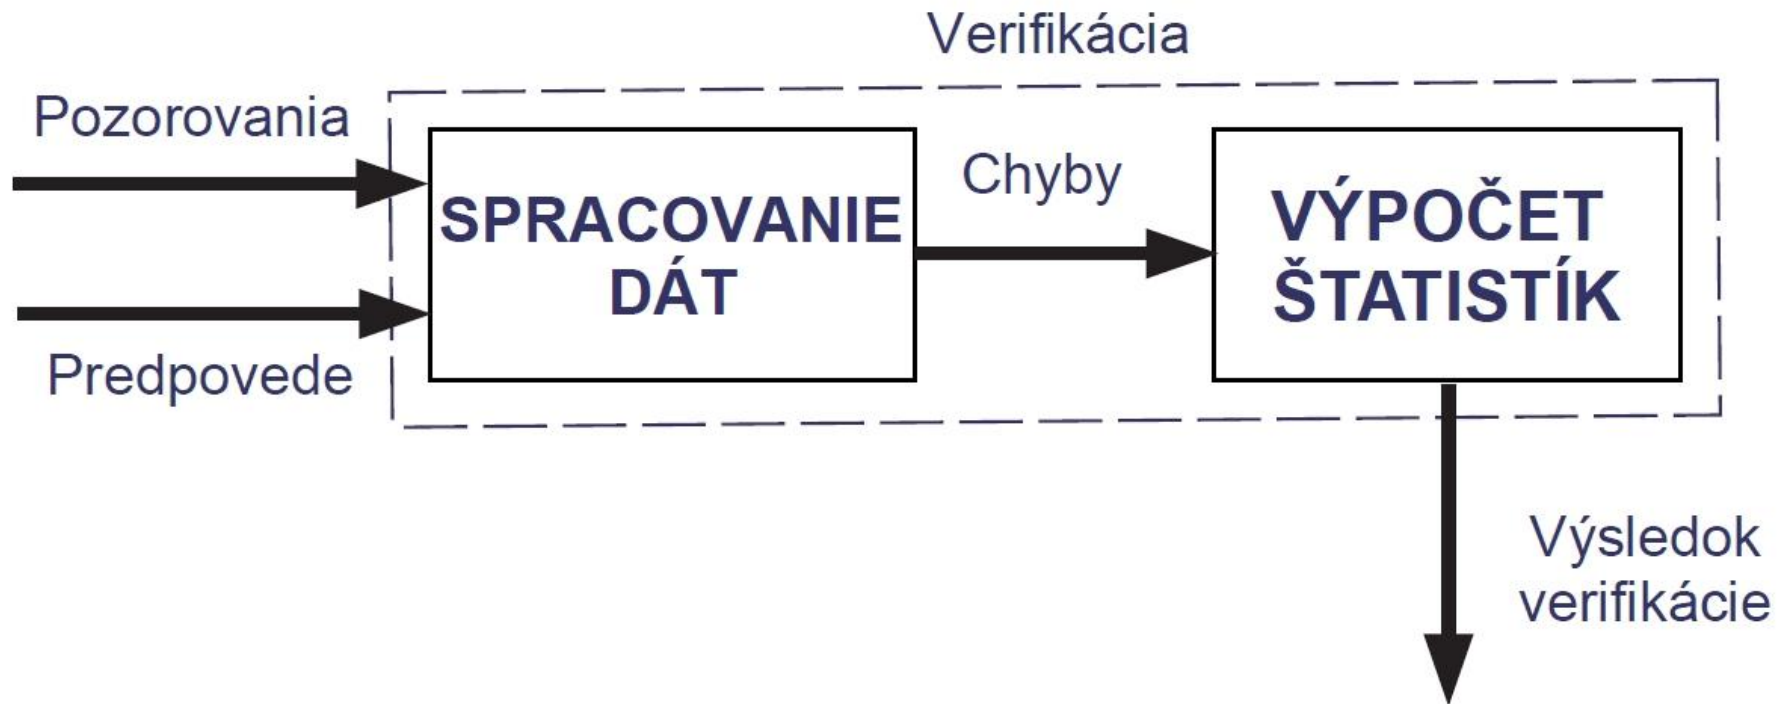 Verifikácia
Pozorovania
Predpovede
SPRACOVANIE
DÁT
Chyby
VÝPOČET
ŠTATISTÍK
Výsledok
verifikácie